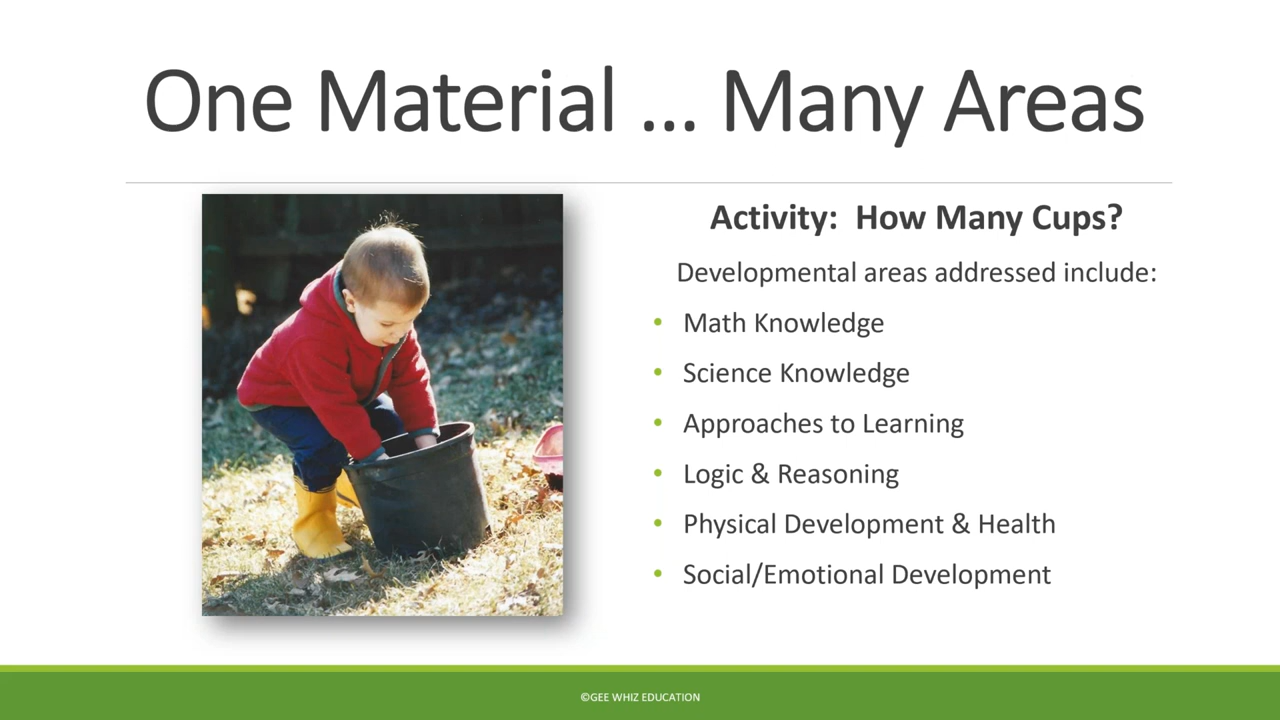 One Material ... Many Areas
Activity:  How Many Cups?
Developmental areas addressed include:
• Math Knowledge
• Science Knowledge
• Approaches to Learning
• Logic & Reasoning
• Physical Development & Health
• Social/Emotional Development
©GEE WHIZ EDUCATION